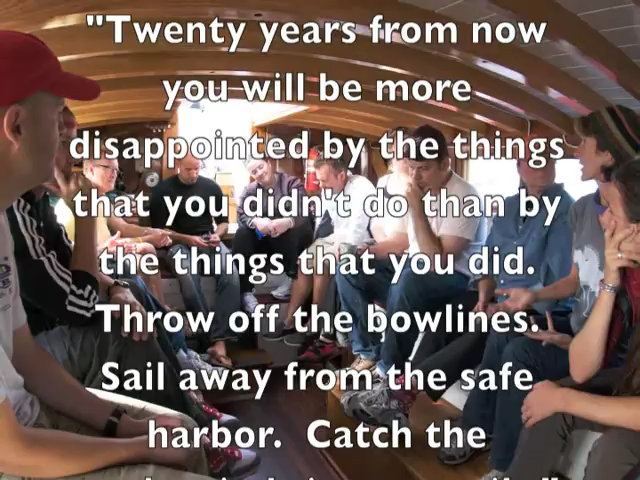 "Twenty years from now
you will be more
disappointed by the things
that you didn't do than by
the things that you did.
Throw off the bowlines.
Sail away from the safe
harbor.  Catch the